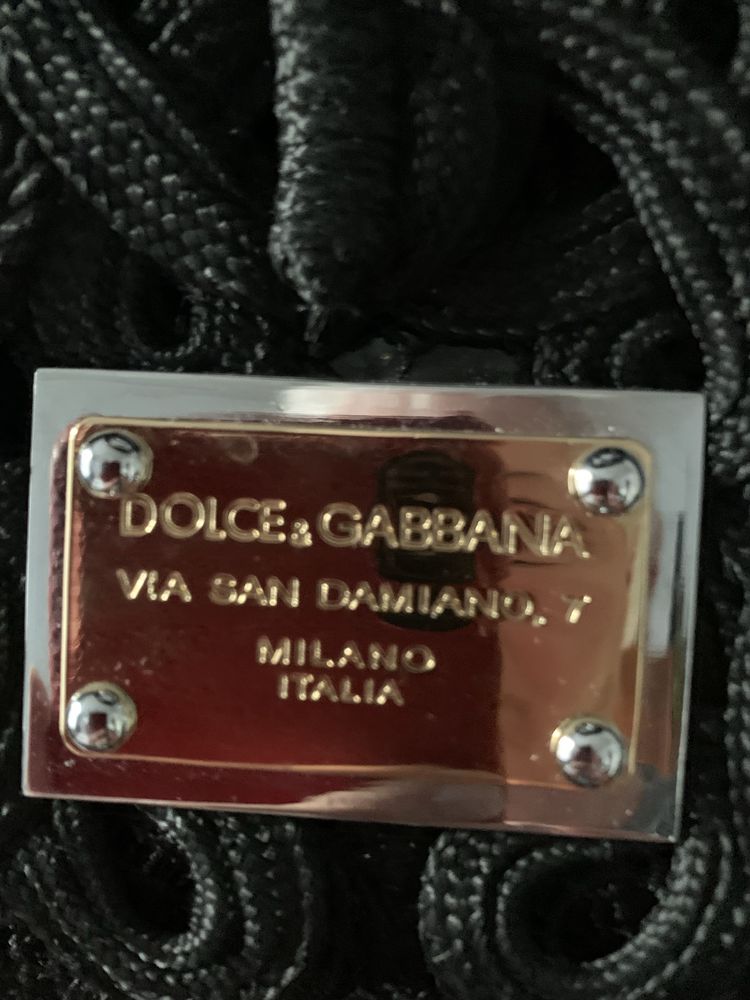 DOLCE&GABBANA
VIA SAN DAMIANO, 7
MILANO
ITALIA